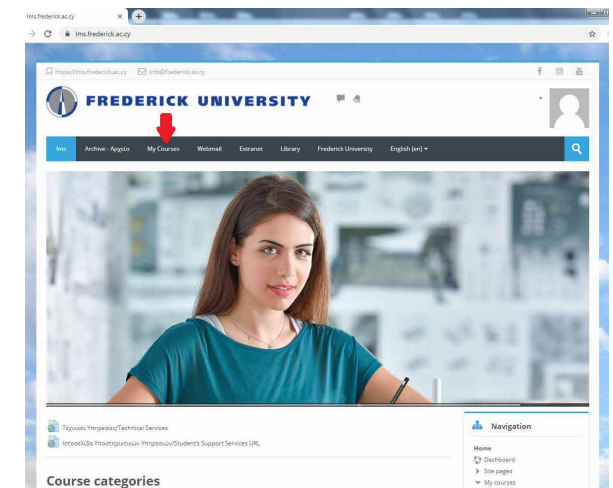 lms.frederick.ac.cy
lms.frederick.ac.cy
https://lms.frederick.ac.cy info@frederick.ac.cy
FREDERICK UNIVERSITY
lms Archive - Αρχείο My Courses Webmail Extranet Library Frederick University English (en)
Τεχνικές Υπηρεσίες/Technical Services
Ιστοσελίδα Υποστηρικτικών Υπηρεσιών/Student's Support Services URL
Navigation
Home
Dashboard
Site pages
My courses
Course categories